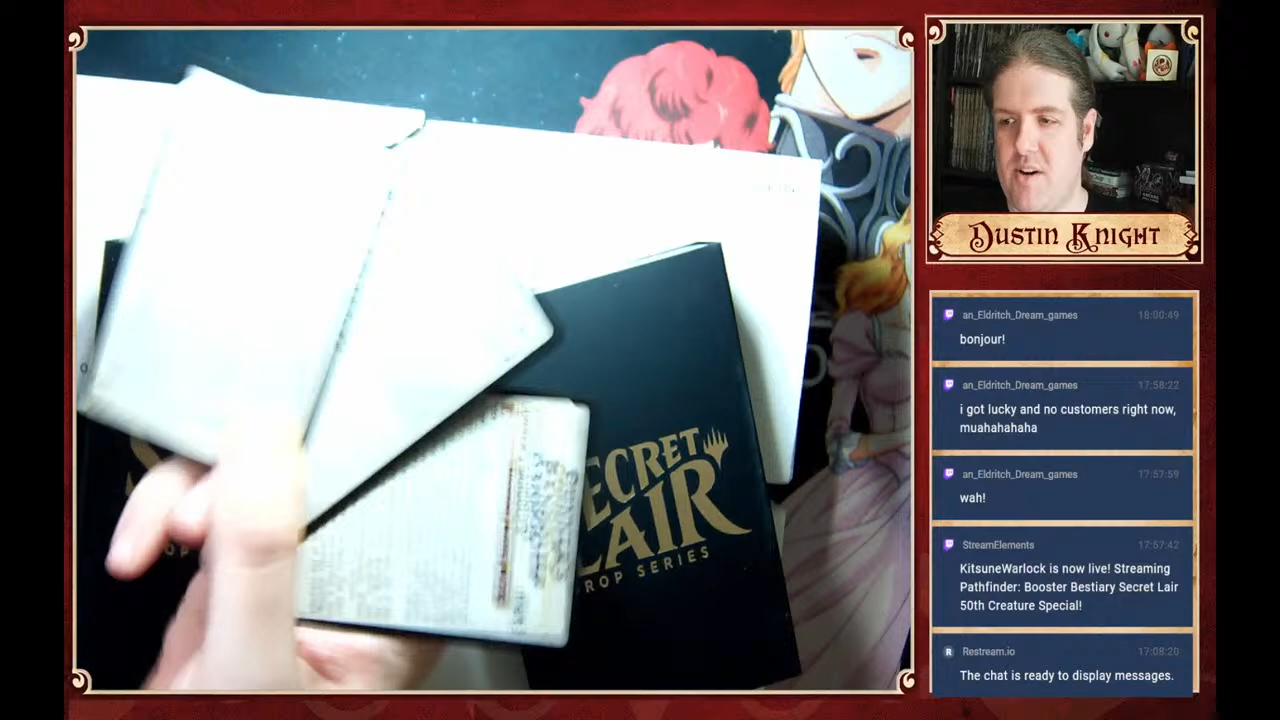 SECRET
LAIR
DROP SERIES
DUSTIN KNIGHT
an_Eldritch_Dream_games 18:00:49
bonjour!
an_Eldritch_Dream_games 17:58:22
i got lucky and no customers right now,
muahahahaha
an_Eldritch_Dream_games 17:57:59
wah!
StreamElements 17:57:42
KitsuneWarlock is now live! Streaming
Pathfinder: Booster Bestiary Secret Lair
50th Creature Special!
R Restream.io 17:08:20
The chat is ready to display messages.